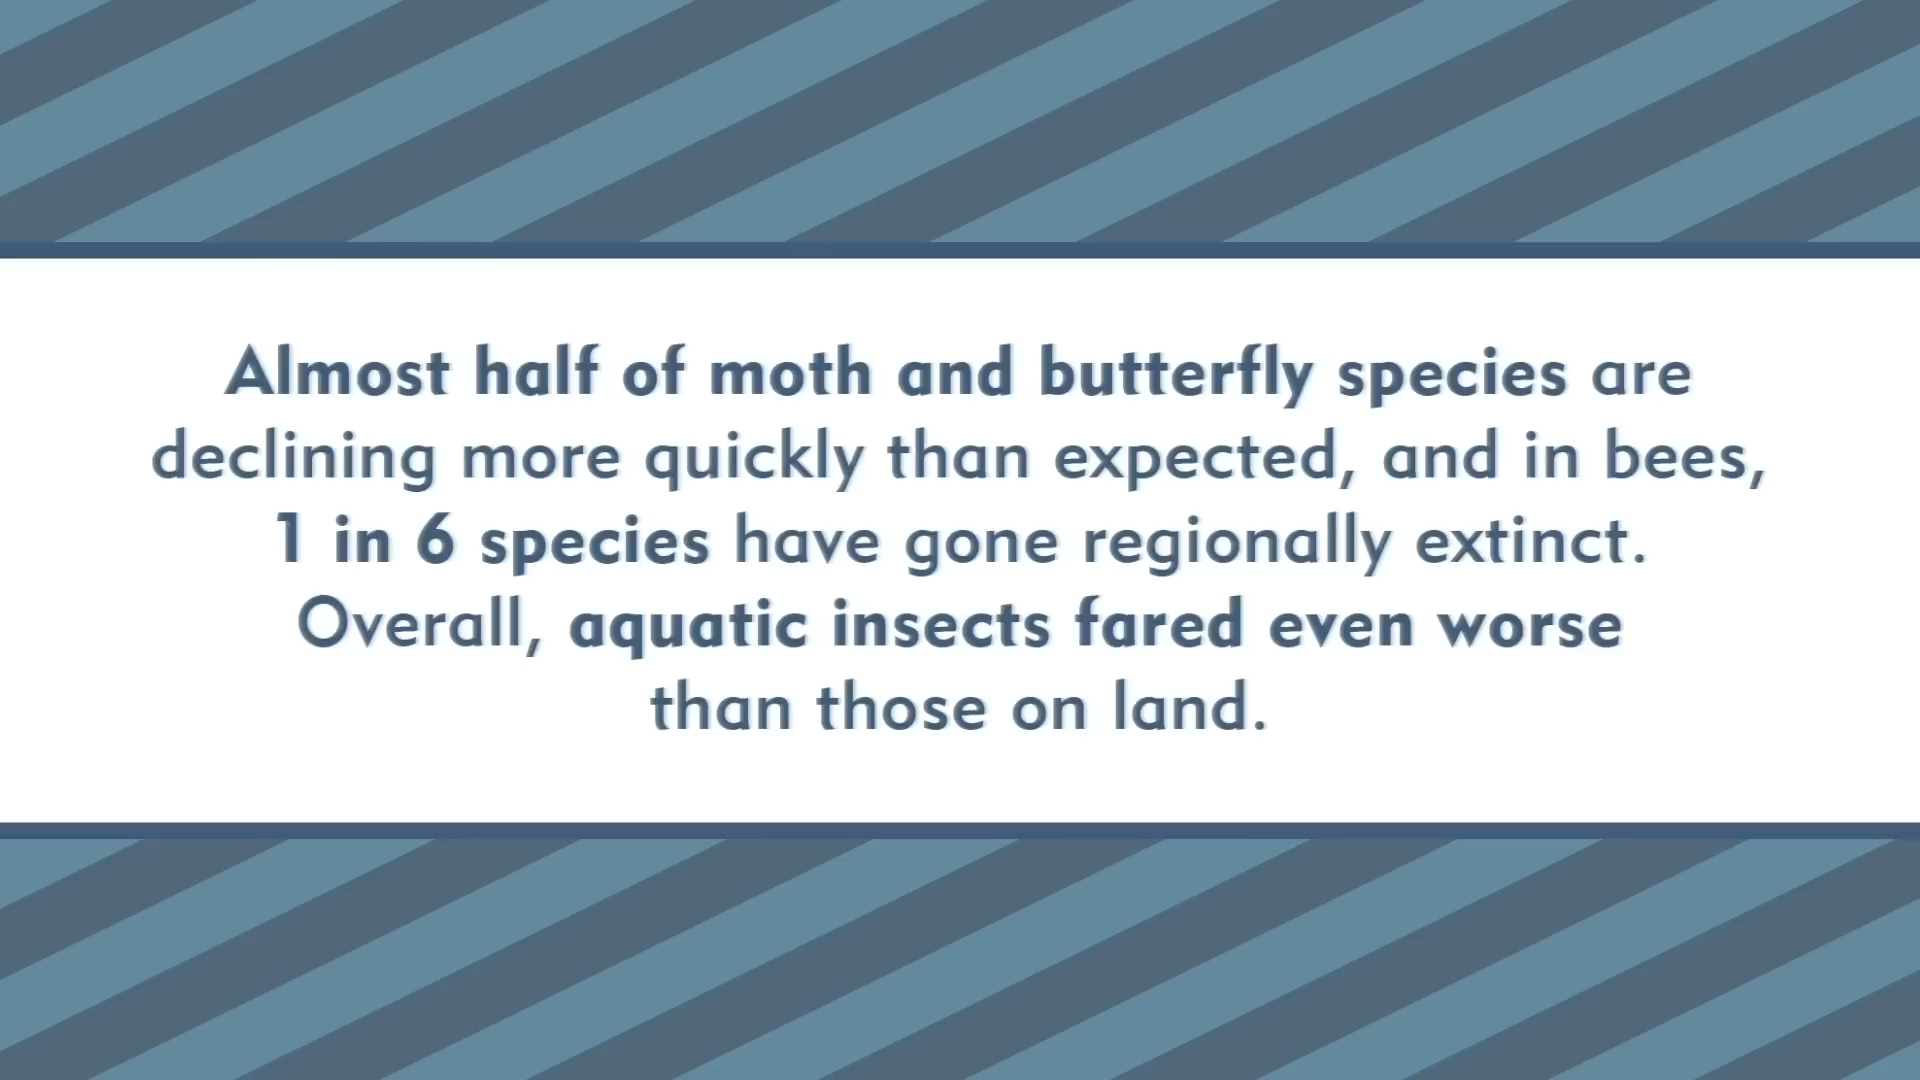 Almost half of moth and butterfly species are
declining more quickly than expected, and in bees,
1 in 6 species have gone regionally extinct.
Overall, aquatic insects fared even worse
than those on land.